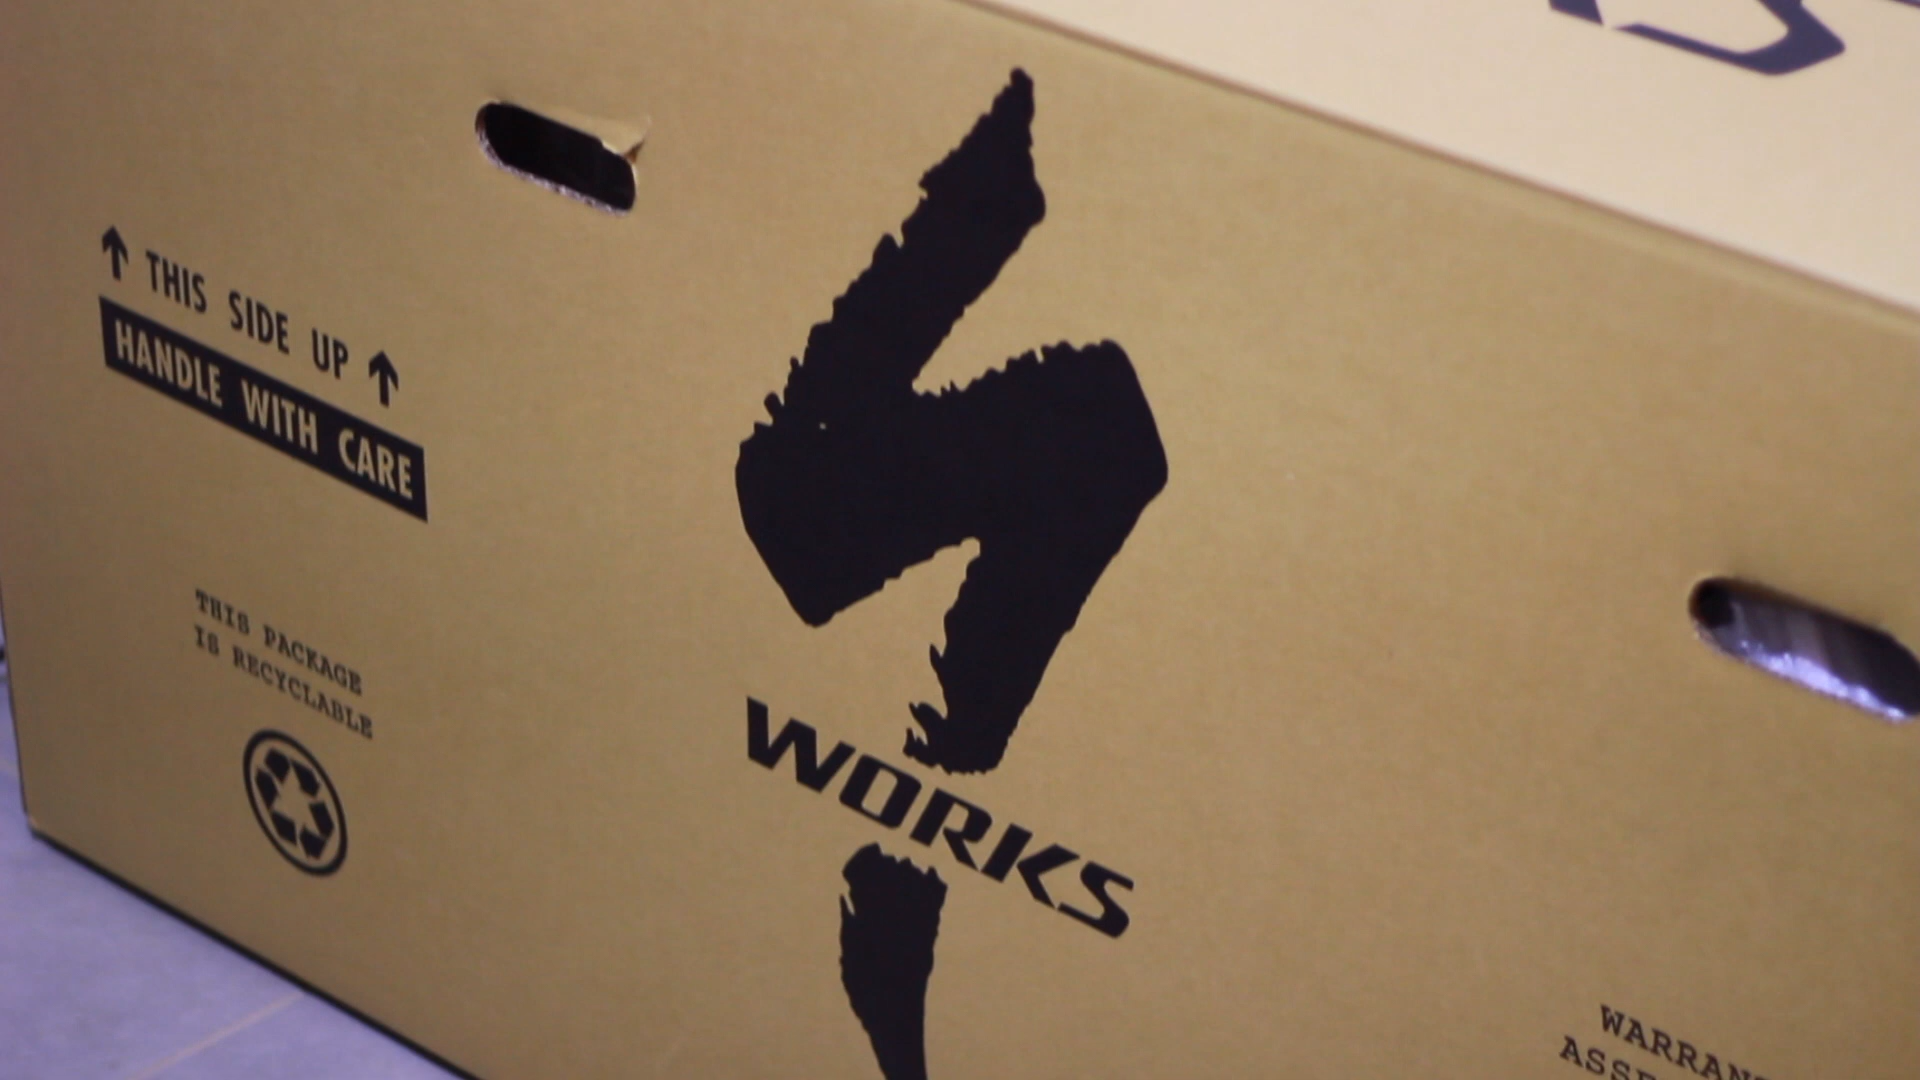 ↑ THIS SIDE UP ↑
HANDLE WITH CARE
THIS PACKAGE
IS RECYCLABLE
WORKS